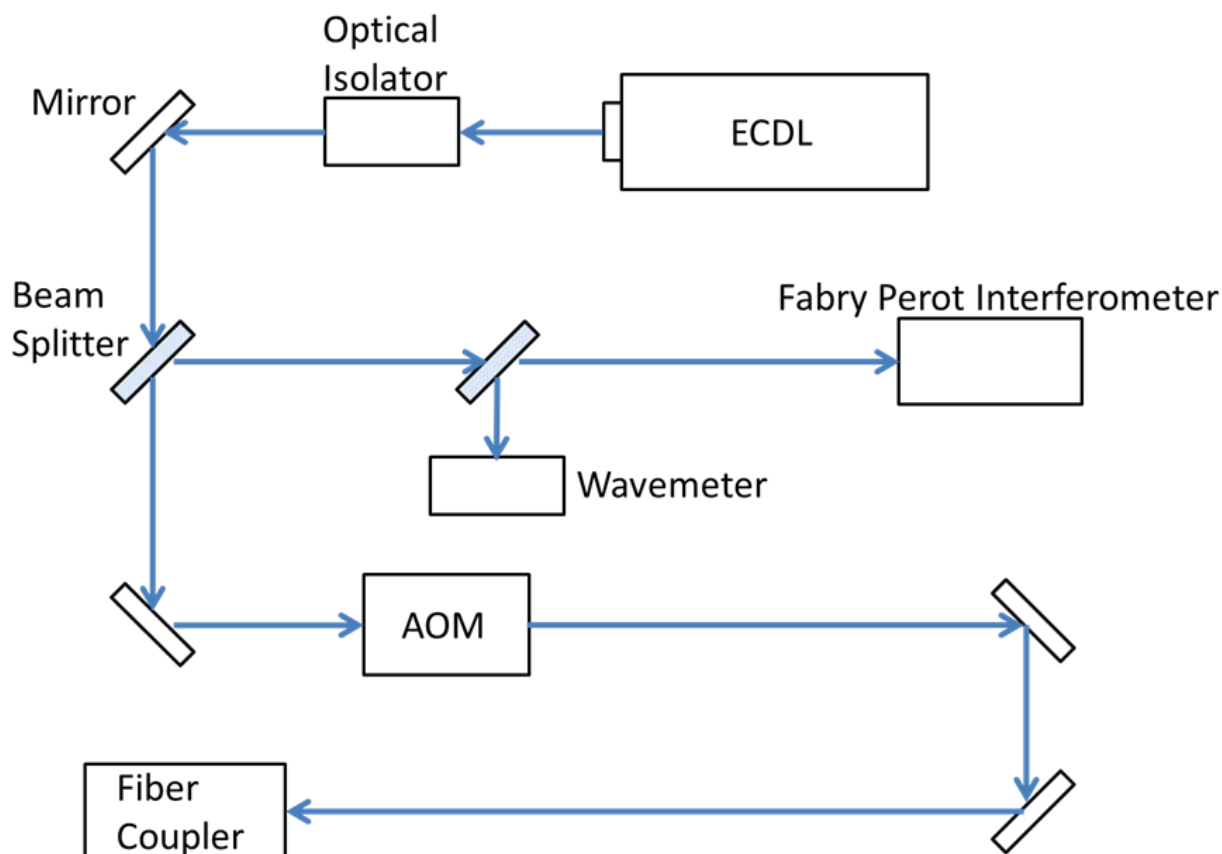 Optical
Isolator
Mirror
ECDL
Beam
Splitter
Fabry Perot Interferometer
Wavemeter
AOM
Fiber
Coupler